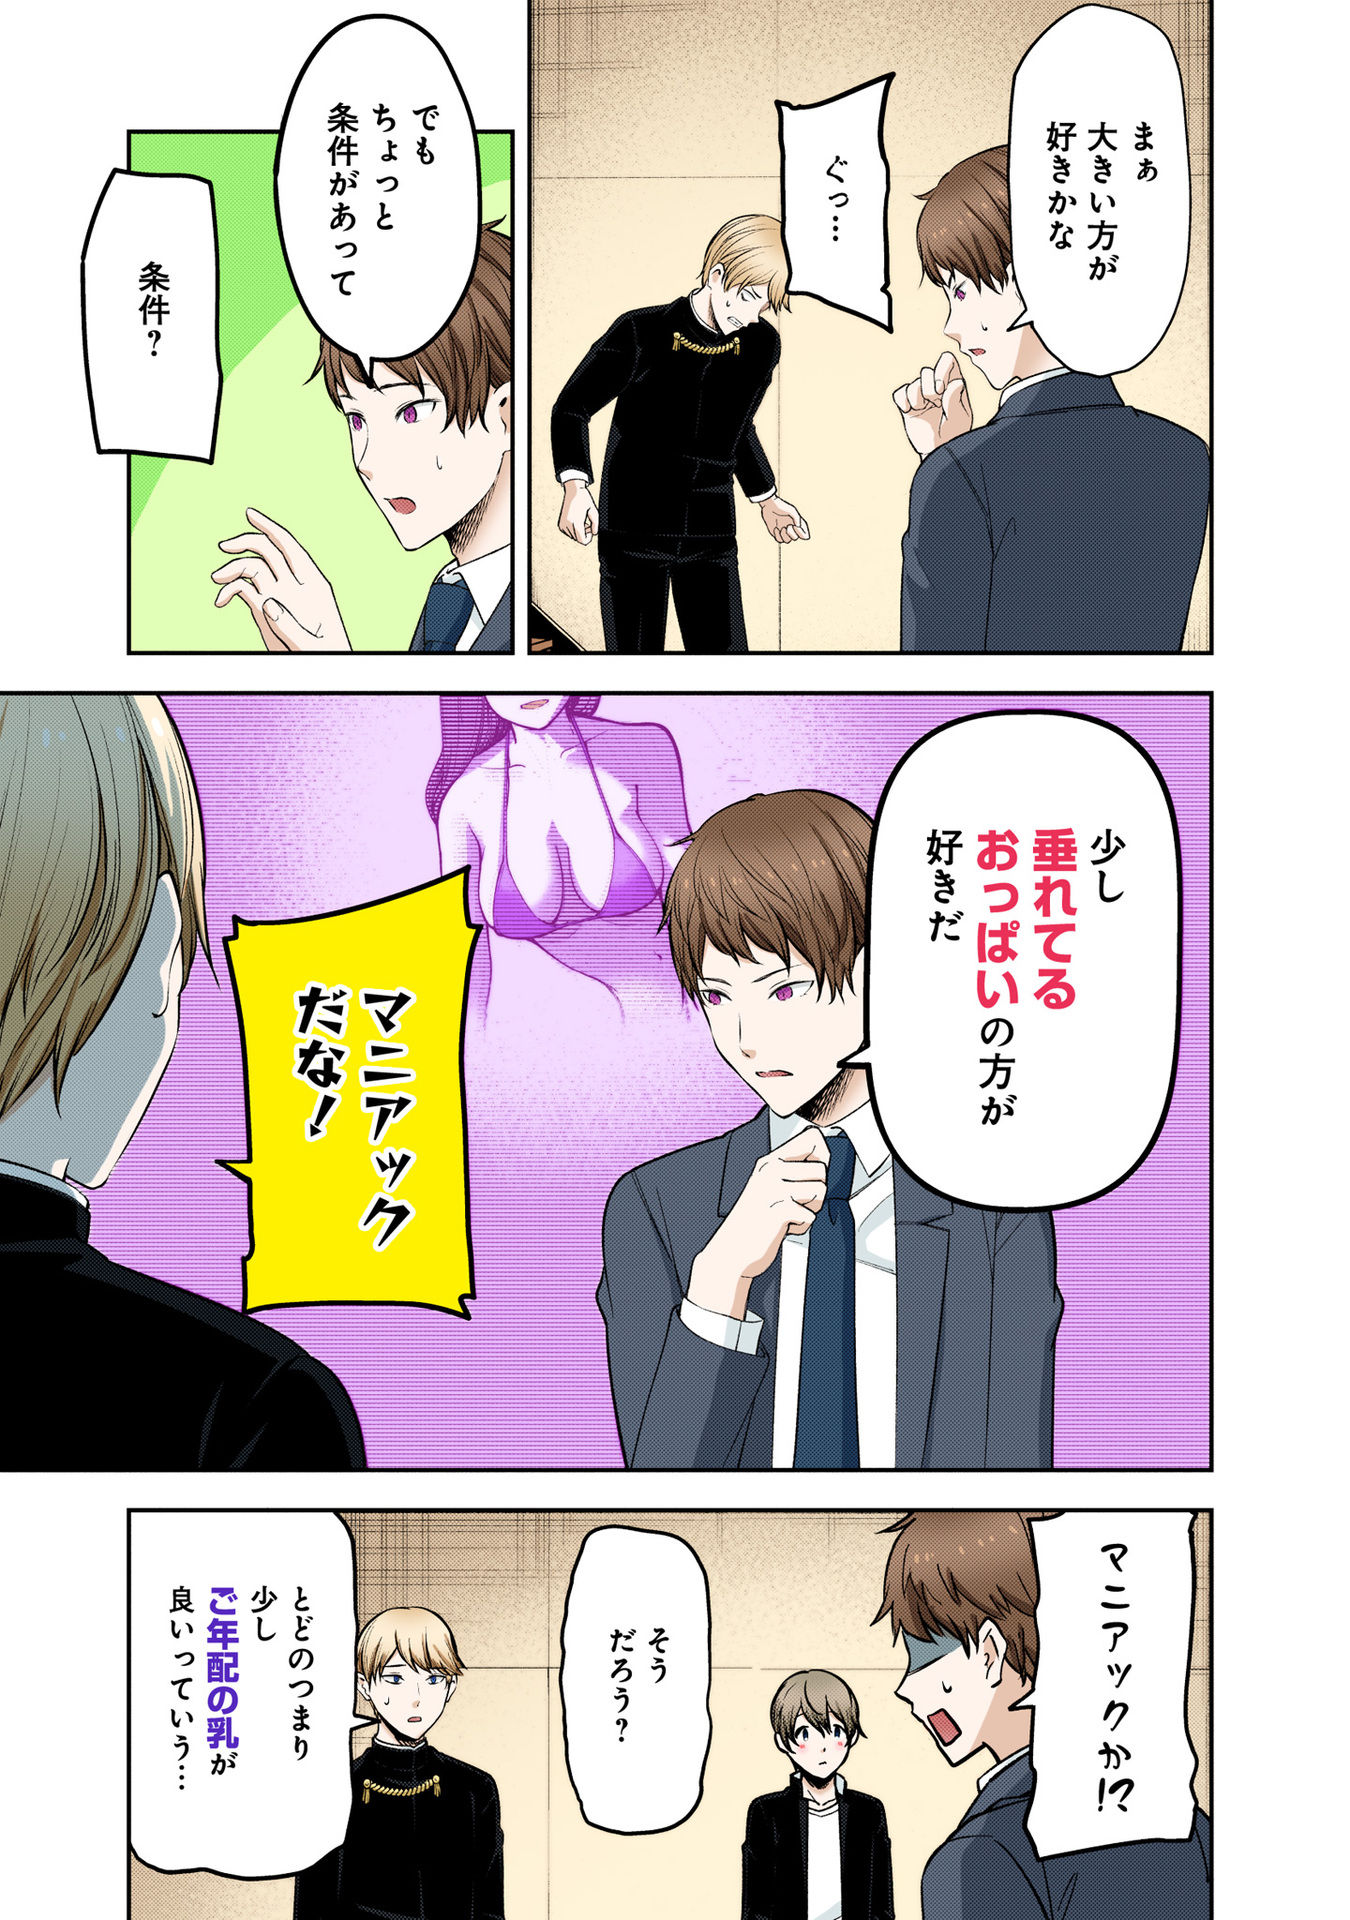 まぁ
大きい方が
好きかな
ぐっ…
でも
ちょっと
条件があって
条件？
少し
垂れてる
おっぱいの方が
好きだ
マニアック
だな！
マニアックか！？
そう
だろう？
とどのつまり
少し
ご年配の乳が
良いっていう…